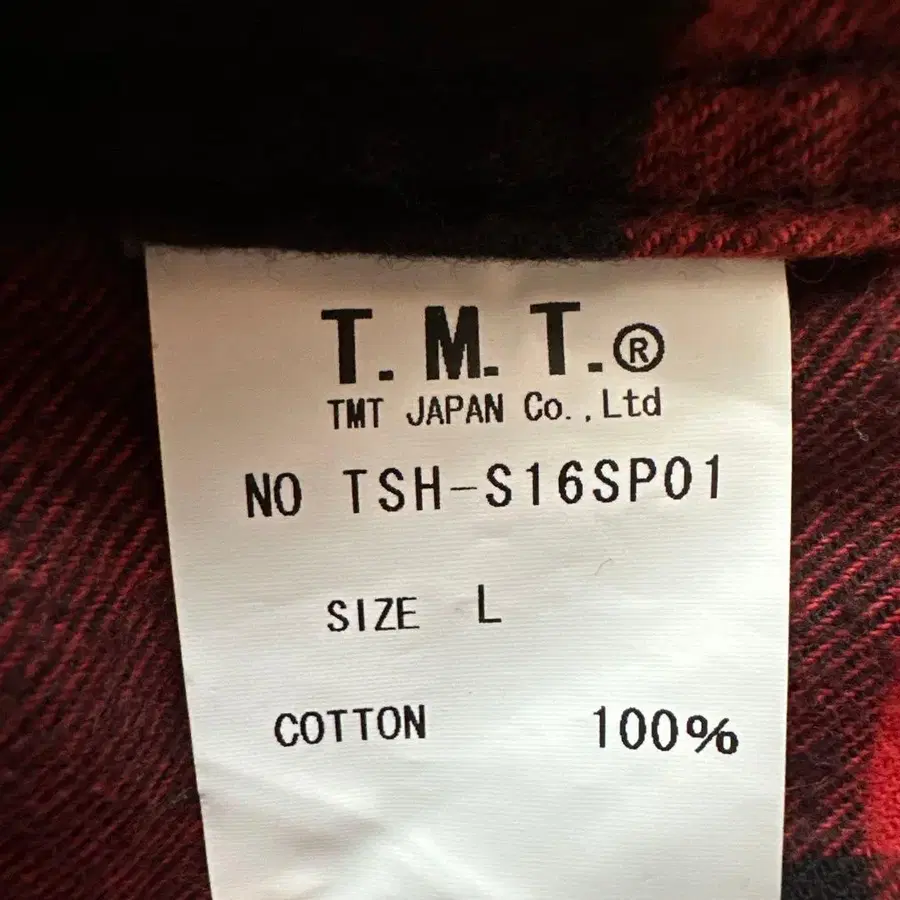 T.M.T.®
TMT JAPAN Co.,Ltd
NO TSH-S16SP01
SIZE L
COTTON 100%